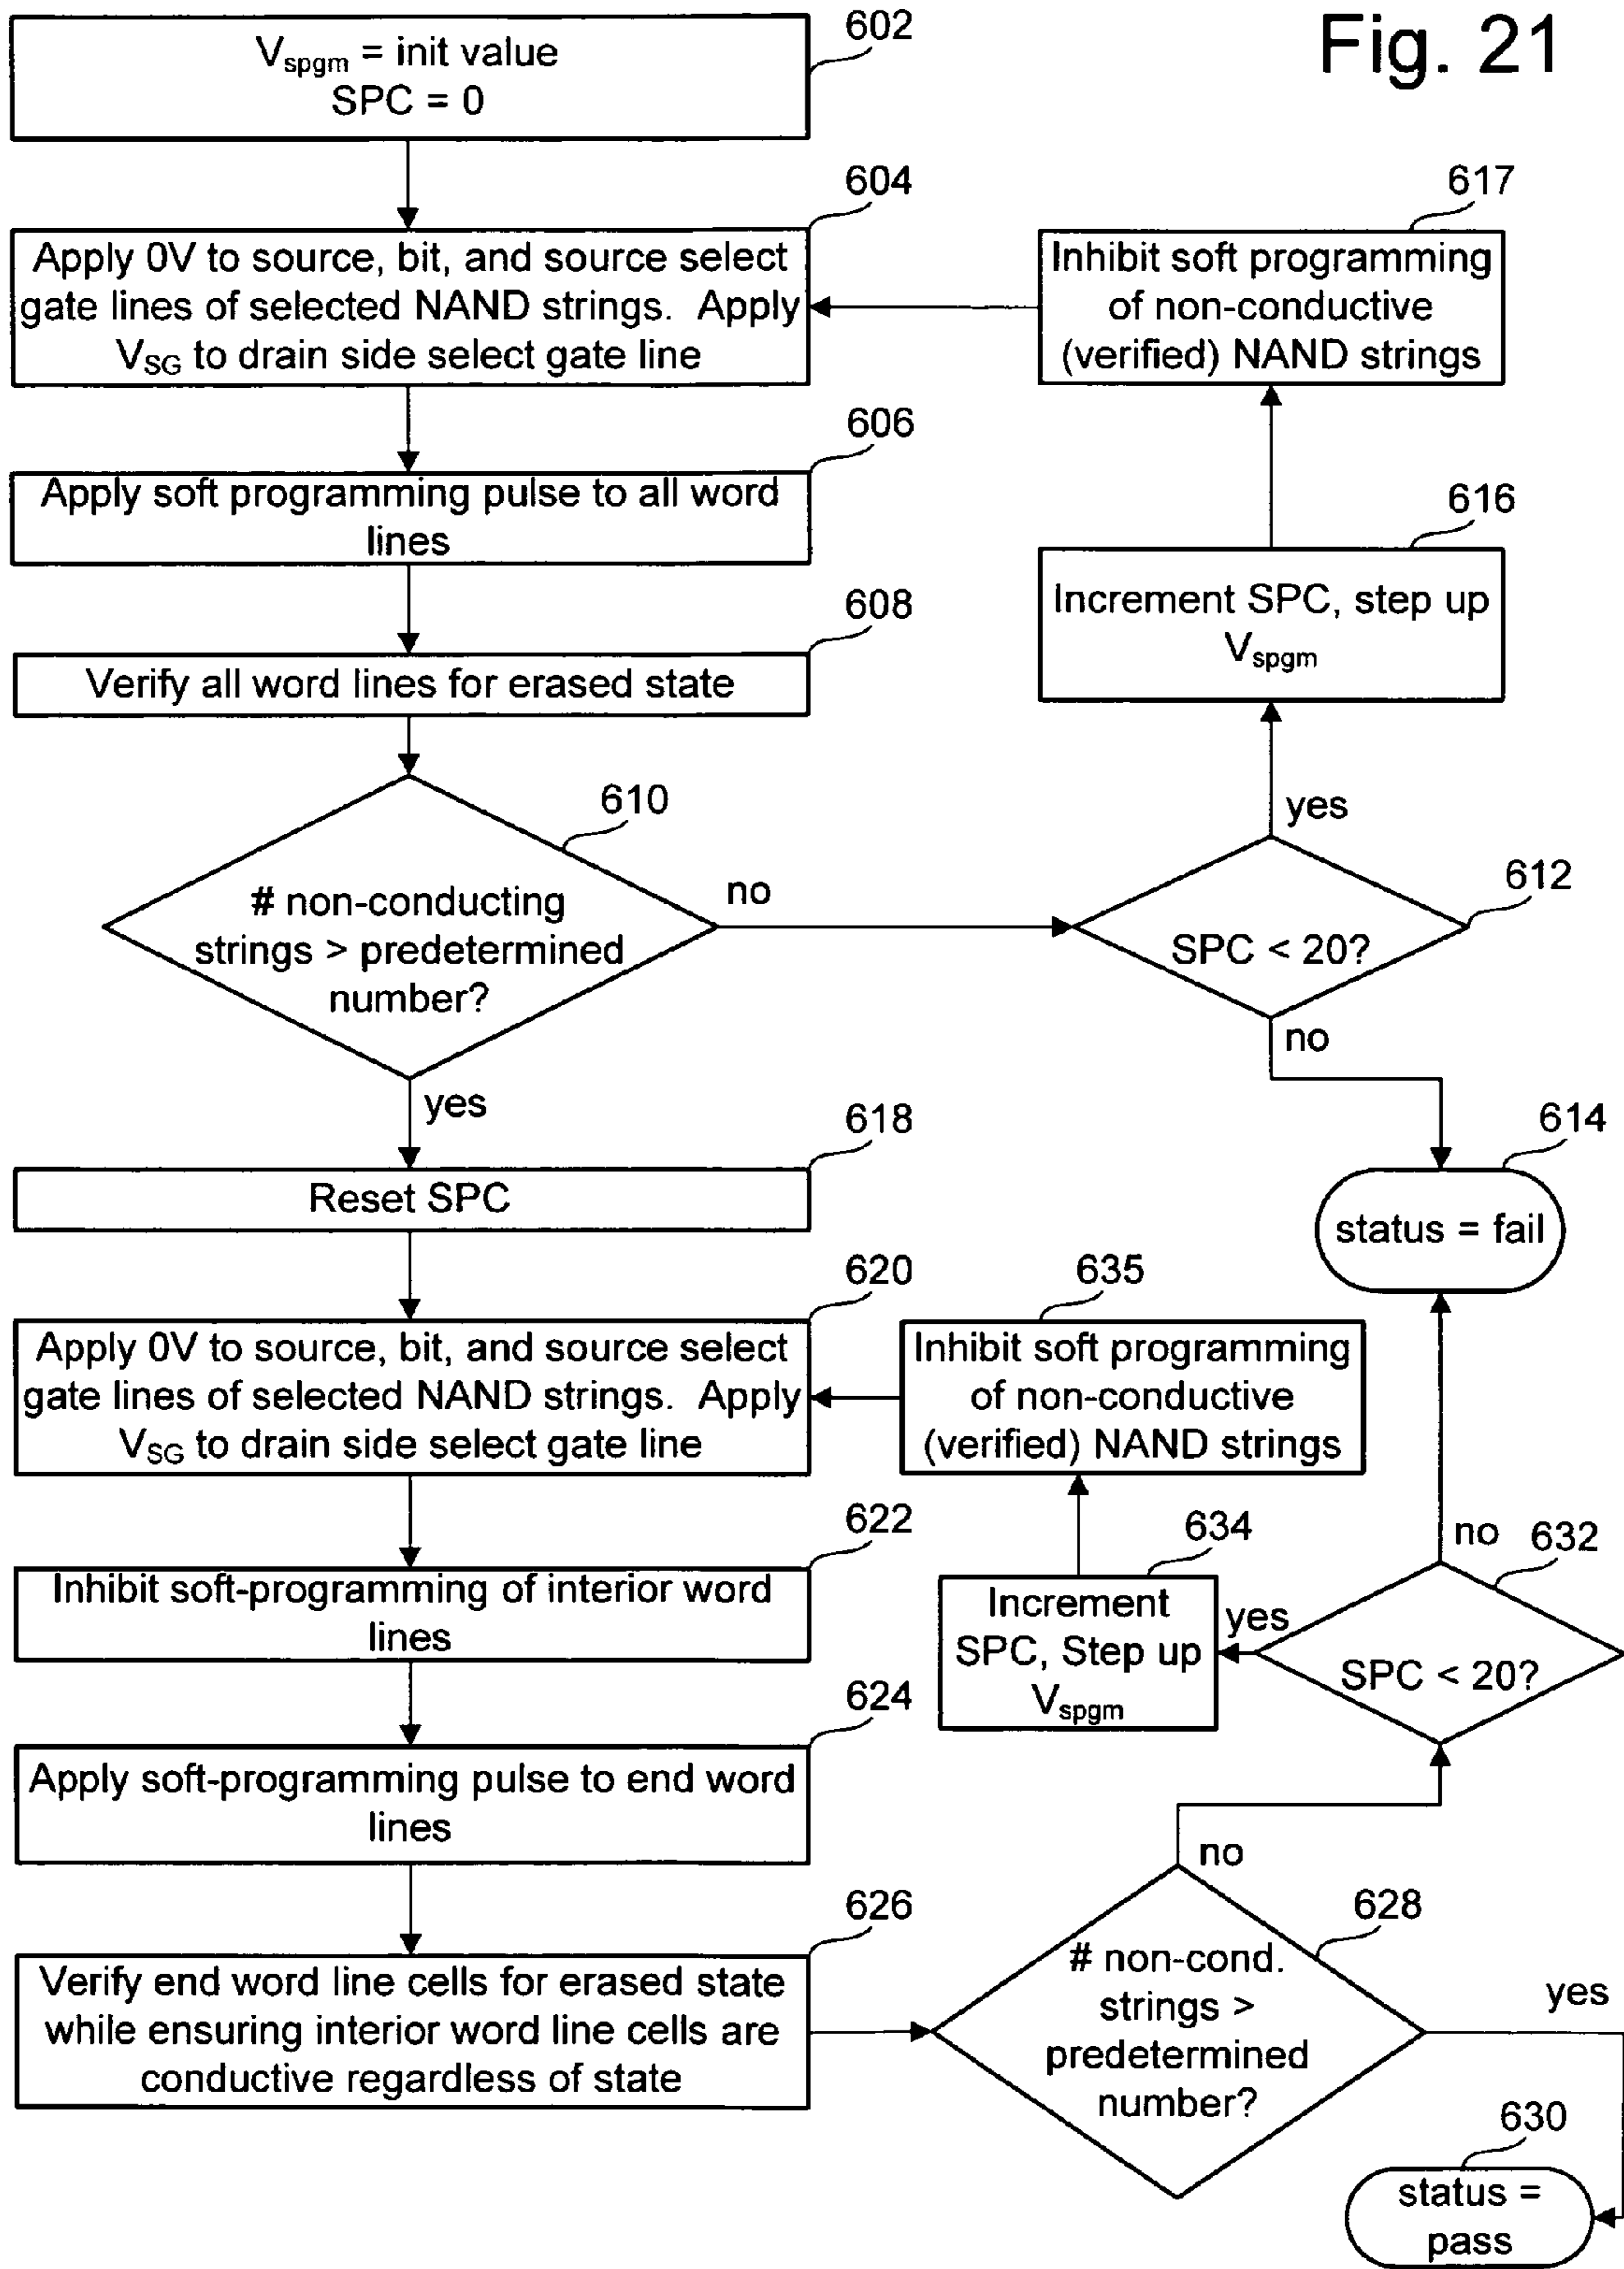 Fig. 21
602
V_spgm = init value
SPC = 0
604
Apply 0V to source, bit, and source select
gate lines of selected NAND strings. Apply
V_SG to drain side select gate line
617
Inhibit soft programming
of non-conductive
(verified) NAND strings
606
Apply soft programming pulse to all word
lines
616
Increment SPC, step up
V_spgm
608
Verify all word lines for erased state
yes
610
# non-conducting
strings > predetermined
number?
no
612
SPC < 20?
no
yes
618
Reset SPC
614
status = fail
620
Apply 0V to source, bit, and source select
gate lines of selected NAND strings. Apply
V_SG to drain side select gate line
635
Inhibit soft programming
of non-conductive
(verified) NAND strings
622
Inhibit soft-programming of interior word
lines
634
Increment
SPC, Step up
V_spgm
yes
no
632
SPC < 20?
624
Apply soft-programming pulse to end word
lines
no
626
Verify end word line cells for erased state
while ensuring interior word line cells are
conductive regardless of state
628
# non-cond.
strings >
predetermined
number?
yes
630
status =
pass